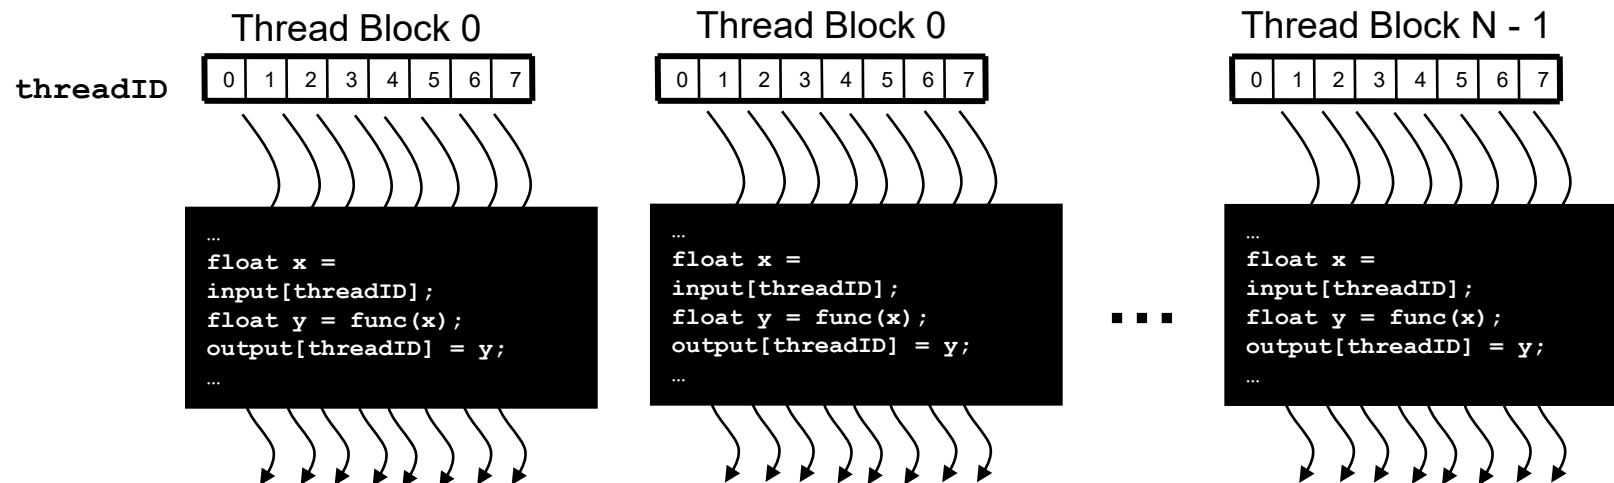 Thread Block 0
Thread Block 0
Thread Block N - 1
threadID
0 1 2 3 4 5 6 7
0 1 2 3 4 5 6 7
0 1 2 3 4 5 6 7
…
float x =
input[threadID];
float y = func(x);
output[threadID] = y;
…
…
float x =
input[threadID];
float y = func(x);
output[threadID] = y;
…
...
…
float x =
input[threadID];
float y = func(x);
output[threadID] = y;
…